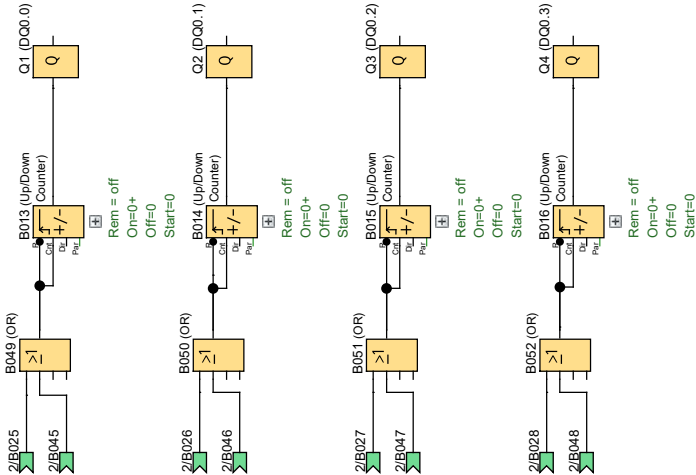 Q1 (DQ0.0)
Q
B013 (Up/Down
Counter)
R
Cnt
Dir
Par
+/-
+
Rem = off
On=0+
Off=0
Start=0
B049 (OR)
≥1
2/B025
2/B045
Q2 (DQ0.1)
Q
B014 (Up/Down
Counter)
R
Cnt
Dir
Par
+/-
+
Rem = off
On=0+
Off=0
Start=0
B050 (OR)
≥1
2/B026
2/B046
Q3 (DQ0.2)
Q
B015 (Up/Down
Counter)
R
Cnt
Dir
Par
+/-
+
Rem = off
On=0+
Off=0
Start=0
B051 (OR)
≥1
2/B027
2/B047
Q4 (DQ0.3)
Q
B016 (Up/Down
Counter)
R
Cnt
Dir
Par
+/-
+
Rem = off
On=0+
Off=0
Start=0
B052 (OR)
≥1
2/B028
2/B048